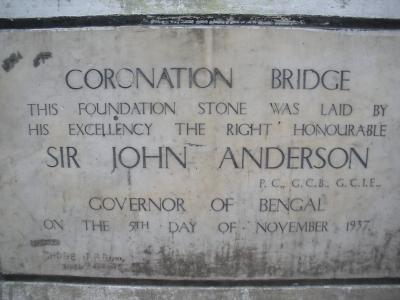 CORONATION BRIDGE
THIS FOUNDATION STONE WAS LAID BY
HIS EXCELLENCY THE RIGHT HONOURABLE
SIR JOHN ANDERSON
P. C., G. C. B., G. C. I. E.,
GOVERNOR OF BENGAL
ON THE 5TH DAY OF NOVEMBER 1937.